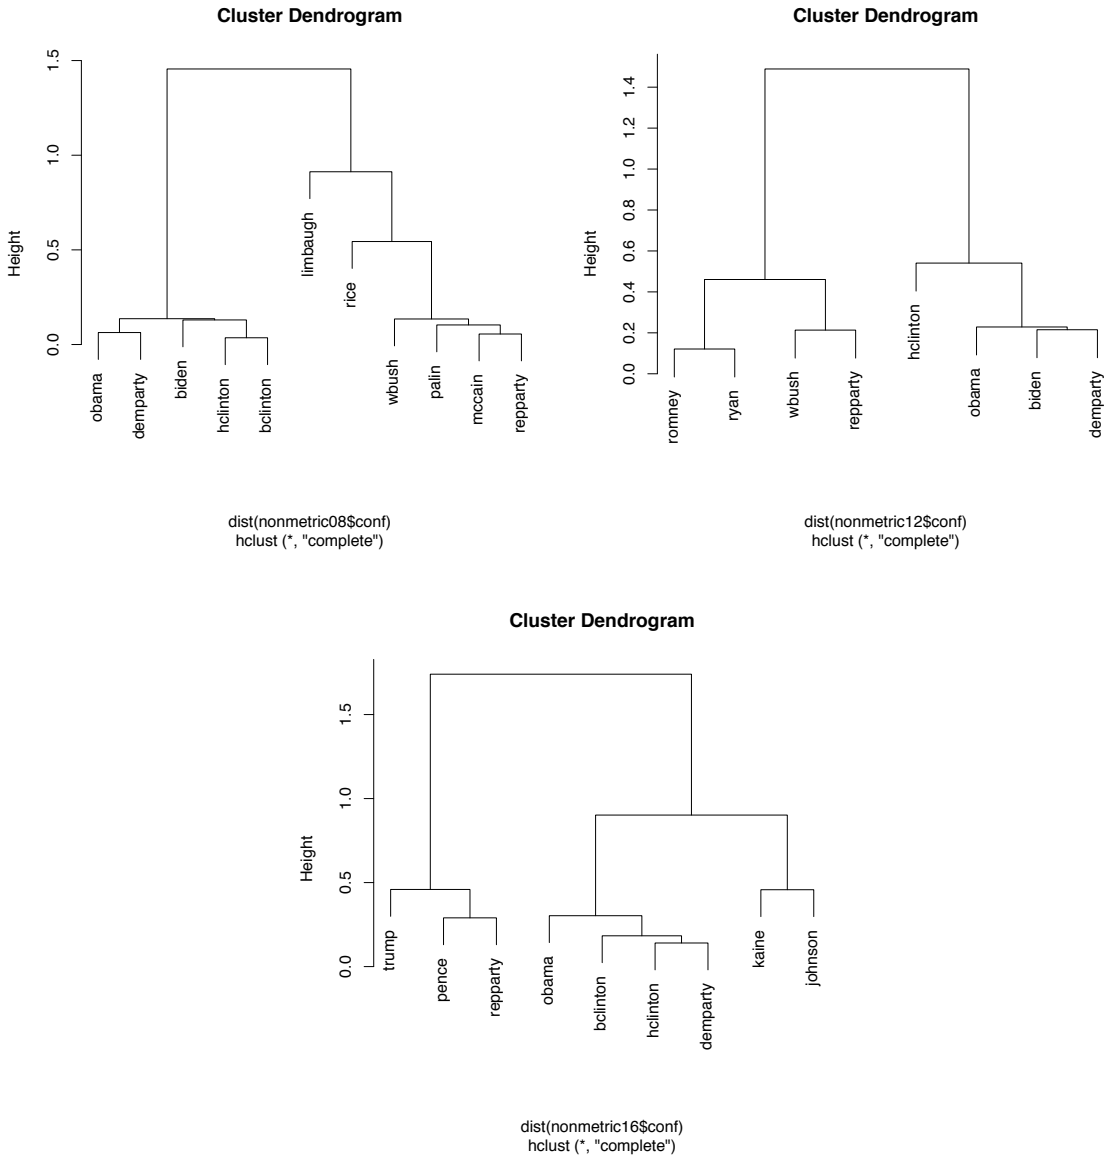 Cluster Dendrogram
Height
1.5
1.0
0.5
0.0
limbaugh
rice
obama
demparty
biden
hclinton
bclinton
wbush
palin
mccain
repparty
dist(nonmetric08$conf)
hclust (*, "complete")
Cluster Dendrogram
Height
1.4
1.2
1.0
0.8
0.6
0.4
0.2
0.0
romney
ryan
wbush
repparty
hclinton
obama
biden
demparty
dist(nonmetric12$conf)
hclust (*, "complete")
Cluster Dendrogram
Height
1.5
1.0
0.5
0.0
trump
pence
repparty
obama
bclinton
hclinton
demparty
kaine
johnson
dist(nonmetric16$conf)
hclust (*, "complete")